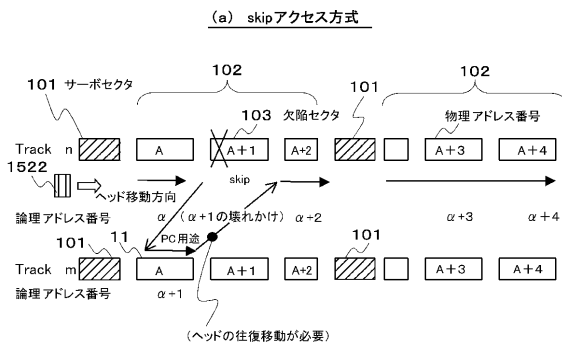 (a) skipアクセス方式
101 サーボセクタ
102
101
102
103 欠陥セクタ
物理アドレス番号
Track n
A
A+1
A+2
A+3
A+4
1522
skip
ヘッド移動方向
論理アドレス番号
α
(α+1の壊れかけ)
α+2
α+3
α+4
101
11
PC用途
101
Track m
A
A+1
A+2
A+3
A+4
論理アドレス番号
α+1
(ヘッドの往復移動が必要)